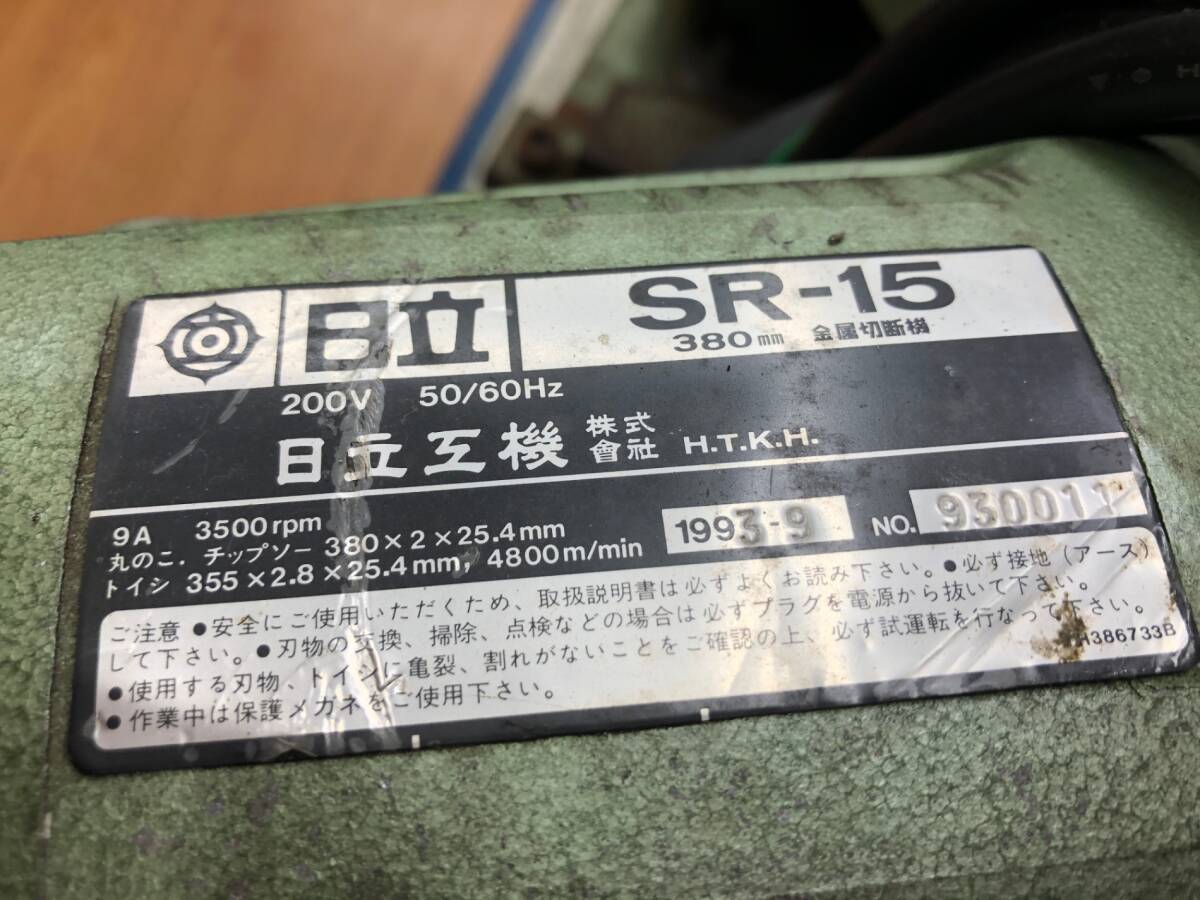 日立
SR-15
380mm 金属切断機
200V 50/60Hz
日立工機 株式會社 H.T.K.H.
9A 3500rpm
丸のこ．チップソー 380×2×25.4mm
トイシ 355×2.8×25.4mm, 4800m/min
1993-9 NO. 930011
ご注意 ●安全にご使用いただくため、取扱説明書は必ずよくお読み下さい。●必ず接地（アース）
して下さい。●刃物の交換、掃除、点検などの場合は必ずプラグを電源から抜いて下さい。
●使用する刃物、トイシに亀裂、割れがないことをご確認の上、必ず試運転を行なって下さい。
●作業中は保護メガネをご使用下さい。
H386733B